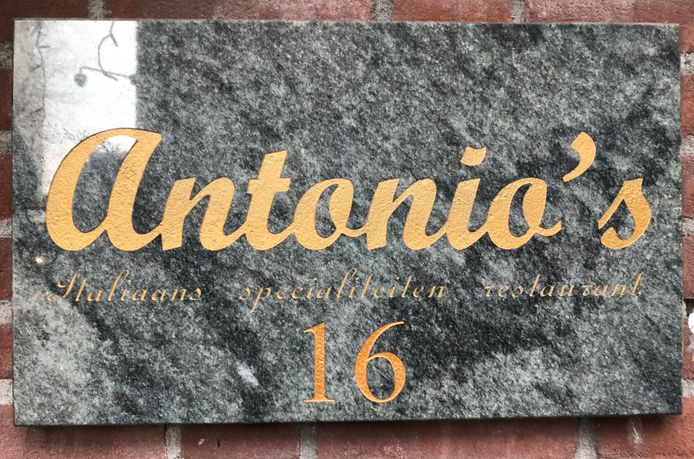 Antonio's
Italiaans specialiteiten restaurant
16